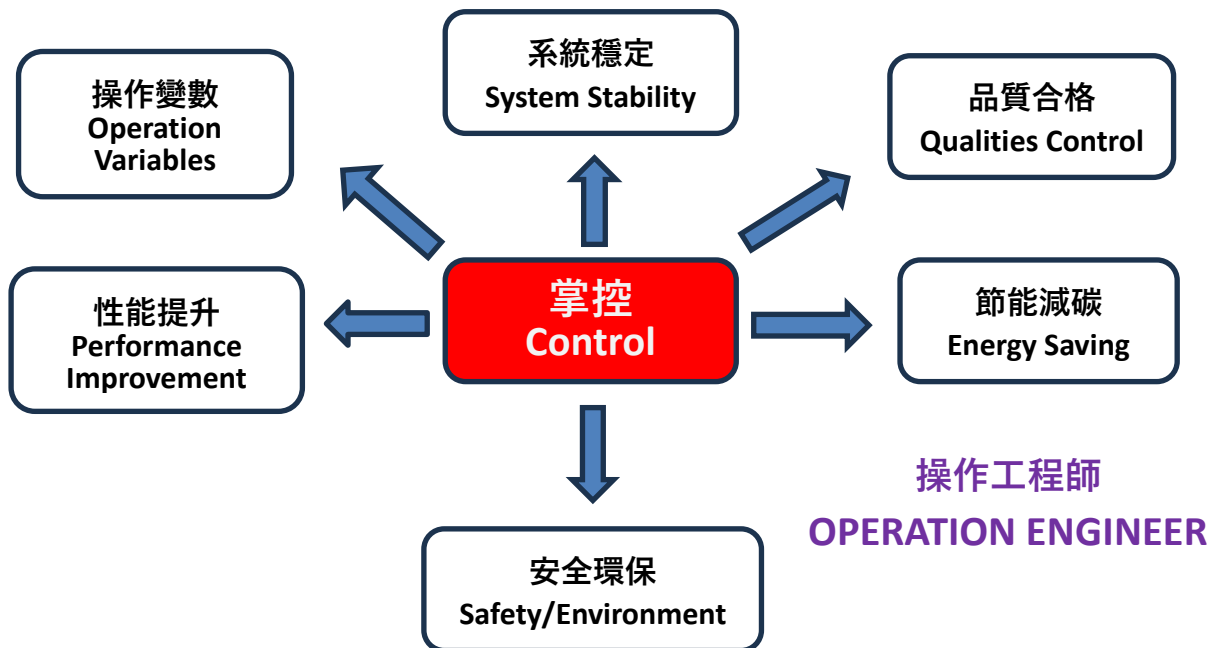 系統穩定
System Stability
操作變數
Operation
Variables
品質合格
Qualities Control
掌控
Control
性能提升
Performance
Improvement
節能減碳
Energy Saving
操作工程師
OPERATION ENGINEER
安全環保
Safety/Environment